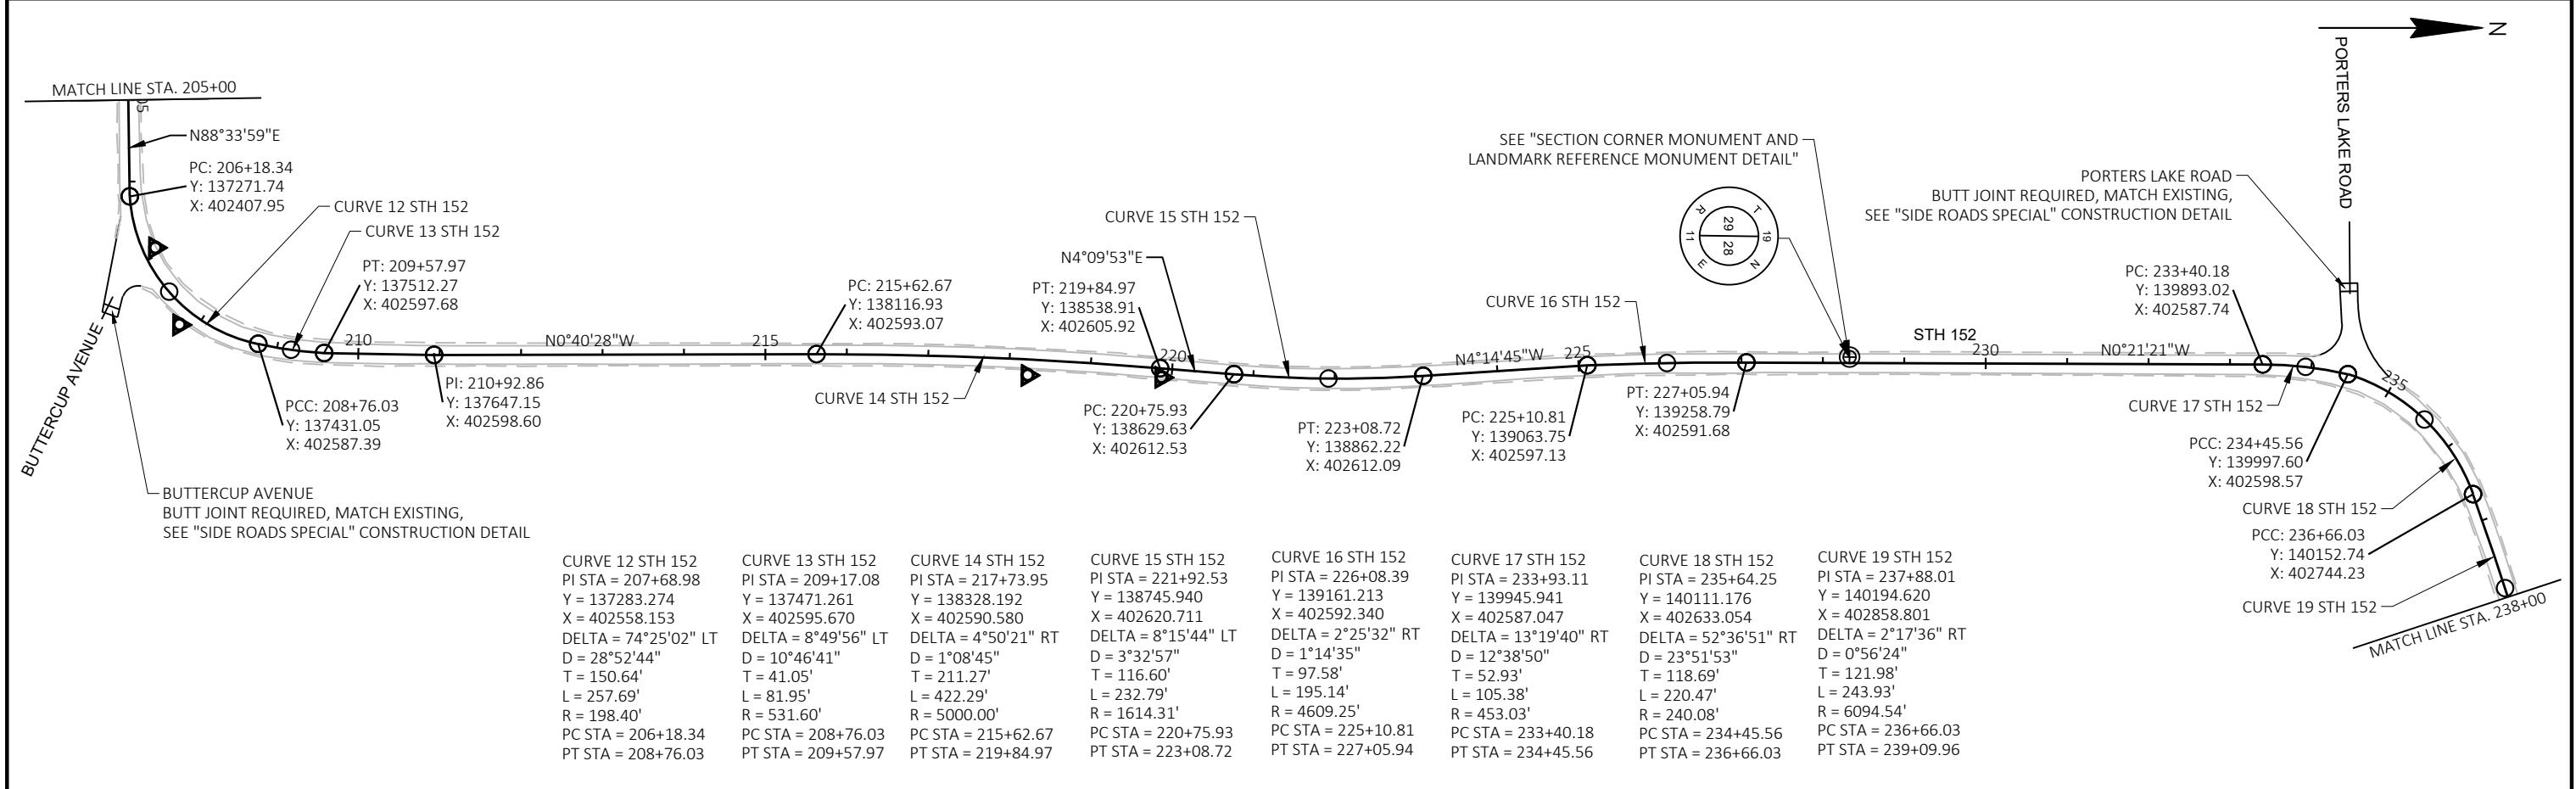 N
PORTERS LAKE ROAD
MATCH LINE STA. 205+00
05
N88°33'59"E
PC: 206+18.34
Y: 137271.74
X: 402407.95
CURVE 12 STH 152
CURVE 13 STH 152
PT: 209+57.97
Y: 137512.27
X: 402597.68
210
N0°40'28"W
215
PI: 210+92.86
Y: 137647.15
X: 402598.60
PCC: 208+76.03
Y: 137431.05
X: 402587.39
BUTTERCUP AVENUE
BUTTERCUP AVENUE
BUTT JOINT REQUIRED, MATCH EXISTING,
SEE "SIDE ROADS SPECIAL" CONSTRUCTION DETAIL
PC: 215+62.67
Y: 138116.93
X: 402593.07
CURVE 14 STH 152
CURVE 15 STH 152
N4°09'53"E
PT: 219+84.97
Y: 138538.91
X: 402605.92
220
PC: 220+75.93
Y: 138629.63
X: 402612.53
PT: 223+08.72
Y: 138862.22
X: 402612.09
N4°14'45"W
225
PC: 225+10.81
Y: 139063.75
X: 402597.13
CURVE 16 STH 152
PT: 227+05.94
Y: 139258.79
X: 402591.68
SEE "SECTION CORNER MONUMENT AND
LANDMARK REFERENCE MONUMENT DETAIL"
R T
29
11 19
28
E N
STH 152
230
N0°21'21"W
PORTERS LAKE ROAD
BUTT JOINT REQUIRED, MATCH EXISTING,
SEE "SIDE ROADS SPECIAL" CONSTRUCTION DETAIL
PC: 233+40.18
Y: 139893.02
X: 402587.74
235
CURVE 17 STH 152
PCC: 234+45.56
Y: 139997.60
X: 402598.57
CURVE 18 STH 152
PCC: 236+66.03
Y: 140152.74
X: 402744.23
CURVE 19 STH 152
MATCH LINE STA. 238+00
CURVE 12 STH 152
PI STA = 207+68.98
Y = 137283.274
X = 402558.153
DELTA = 74°25'02" LT
D = 28°52'44"
T = 150.64'
L = 257.69'
R = 198.40'
PC STA = 206+18.34
PT STA = 208+76.03
CURVE 13 STH 152
PI STA = 209+17.08
Y = 137471.261
X = 402595.670
DELTA = 8°49'56" LT
D = 10°46'41"
T = 41.05'
L = 81.95'
R = 531.60'
PC STA = 208+76.03
PT STA = 209+57.97
CURVE 14 STH 152
PI STA = 217+73.95
Y = 138328.192
X = 402590.580
DELTA = 4°50'21" RT
D = 1°08'45"
T = 211.27'
L = 422.29'
R = 5000.00'
PC STA = 215+62.67
PT STA = 219+84.97
CURVE 15 STH 152
PI STA = 221+92.53
Y = 138745.940
X = 402620.711
DELTA = 8°15'44" LT
D = 3°32'57"
T = 116.60'
L = 232.79'
R = 1614.31'
PC STA = 220+75.93
PT STA = 223+08.72
CURVE 16 STH 152
PI STA = 226+08.39
Y = 139161.213
X = 402592.340
DELTA = 2°25'32" RT
D = 1°14'35"
T = 97.58'
L = 195.14'
R = 4609.25'
PC STA = 225+10.81
PT STA = 227+05.94
CURVE 17 STH 152
PI STA = 233+93.11
Y = 139945.941
X = 402587.047
DELTA = 13°19'40" RT
D = 12°38'50"
T = 52.93'
L = 105.38'
R = 453.03'
PC STA = 233+40.18
PT STA = 234+45.56
CURVE 18 STH 152
PI STA = 235+64.25
Y = 140111.176
X = 402633.054
DELTA = 52°36'51" RT
D = 23°51'53"
T = 118.69'
L = 220.47'
R = 240.08'
PC STA = 234+45.56
PT STA = 236+66.03
CURVE 19 STH 152
PI STA = 237+88.01
Y = 140194.620
X = 402858.801
DELTA = 2°17'36" RT
D = 0°56'24"
T = 121.98'
L = 243.93'
R = 6094.54'
PC STA = 236+66.03
PT STA = 239+09.96